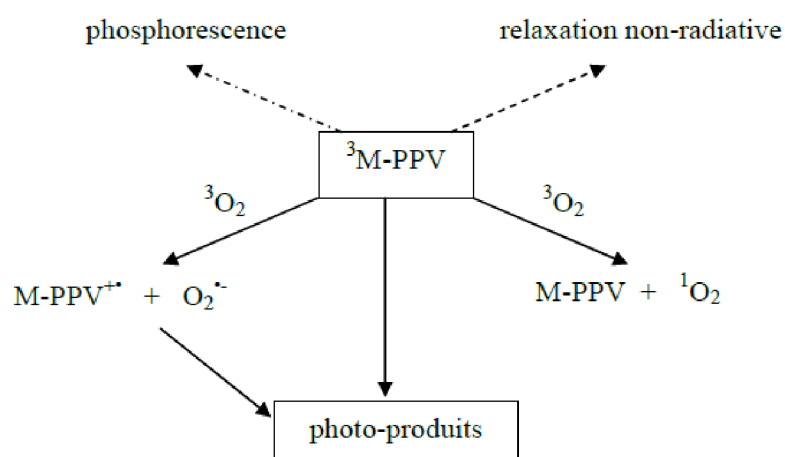 phosphorescence
relaxation non-radiative
³M-PPV
³O₂
³O₂
M-PPV⁺• + O₂•⁻
M-PPV + ¹O₂
photo-produits